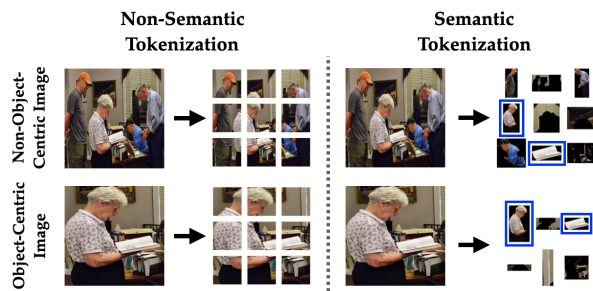 Non-Semantic
Tokenization
Semantic
Tokenization
Non-Object-
Centric Image
Object-Centric
Image